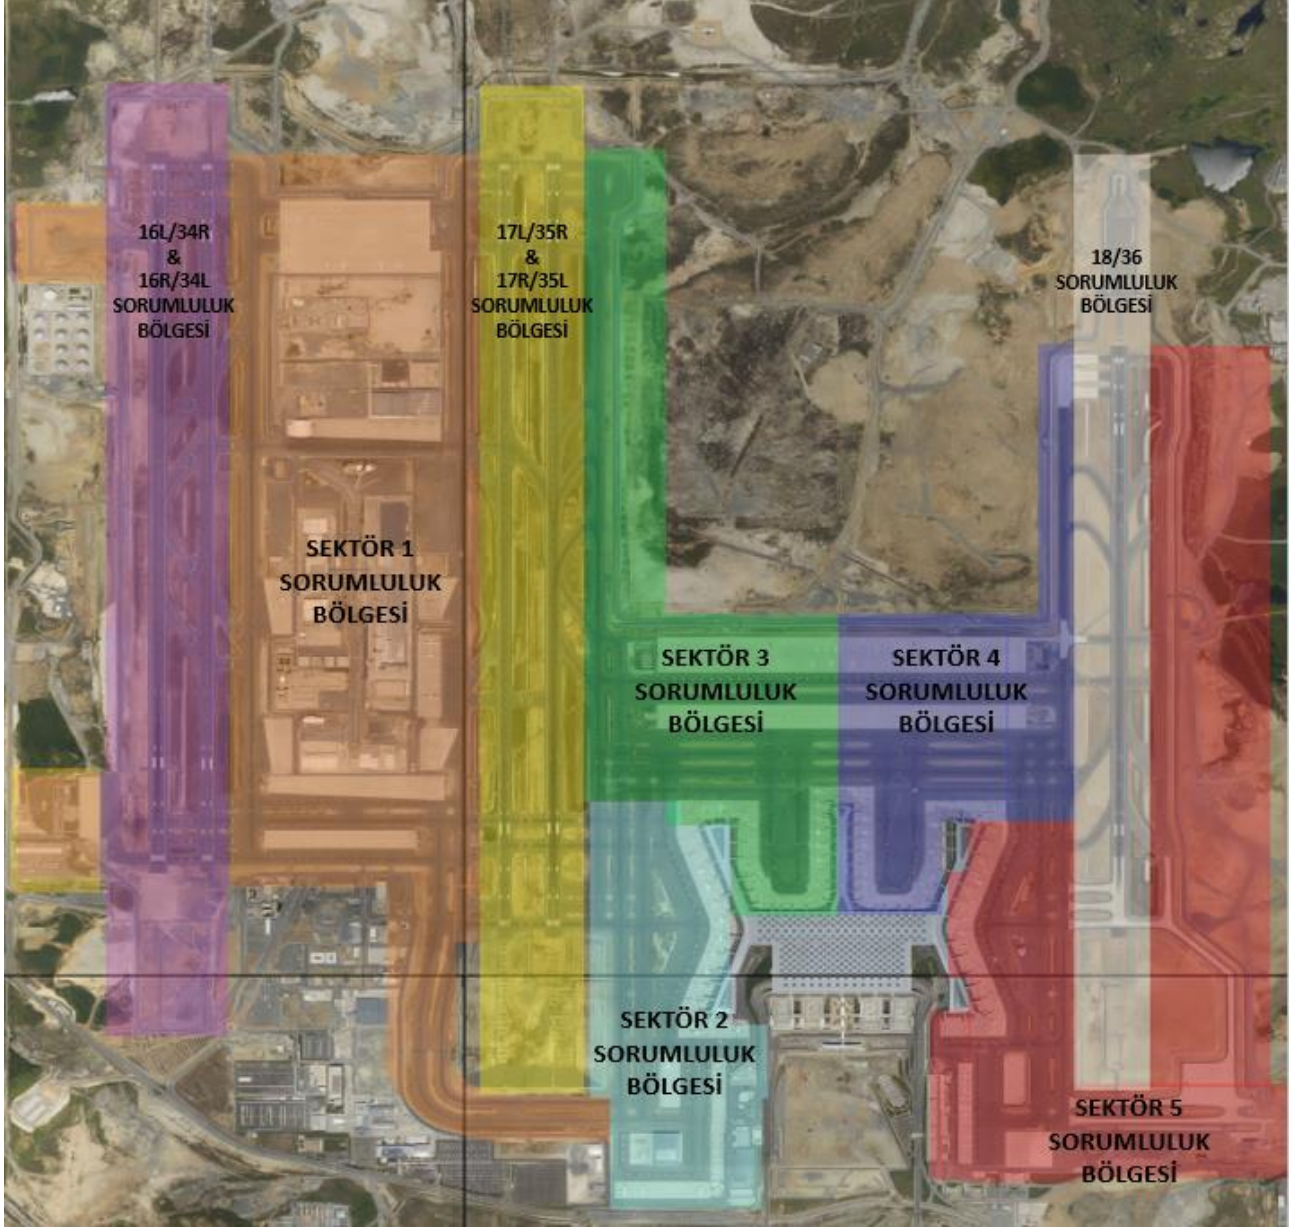 16L/34R
&
16R/34L
SORUMLULUK
BÖLGESİ
17L/35R
&
17R/35L
SORUMLULUK
BÖLGESİ
18/36
SORUMLULUK
BÖLGESİ
SEKTÖR 1
SORUMLULUK
BÖLGESİ
SEKTÖR 3
SORUMLULUK
BÖLGESİ
SEKTÖR 4
SORUMLULUK
BÖLGESİ
SEKTÖR 2
SORUMLULUK
BÖLGESİ
SEKTÖR 5
SORUMLULUK
BÖLGESİ